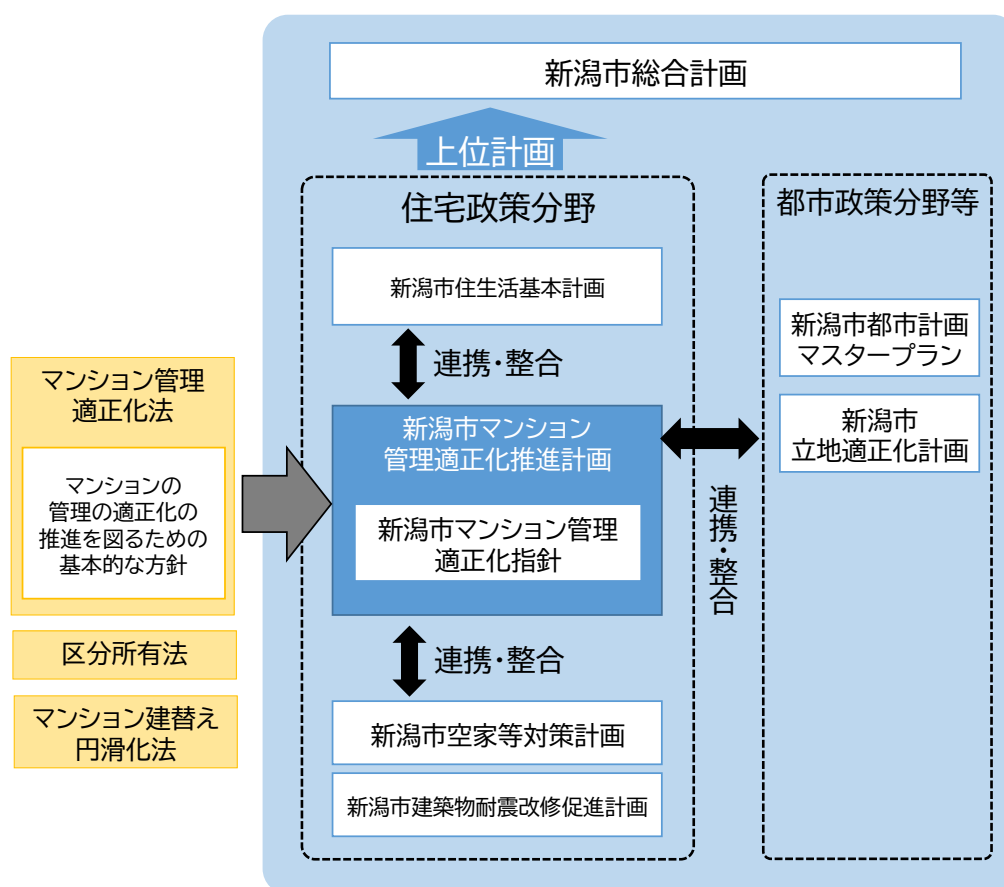 新潟市総合計画
上位計画
住宅政策分野
新潟市住生活基本計画
連携・整合
新潟市マンション
管理適正化推進計画
新潟市マンション管理
適正化指針
連携・整合
新潟市空家等対策計画
新潟市建築物耐震改修促進計画
都市政策分野等
新潟市都市計画
マスタープラン
新潟市
立地適正化計画
連携・整合
マンション管理
適正化法
マンションの
管理の適正化の
推進を図るための
基本的な方針
区分所有法
マンション建替え
円滑化法